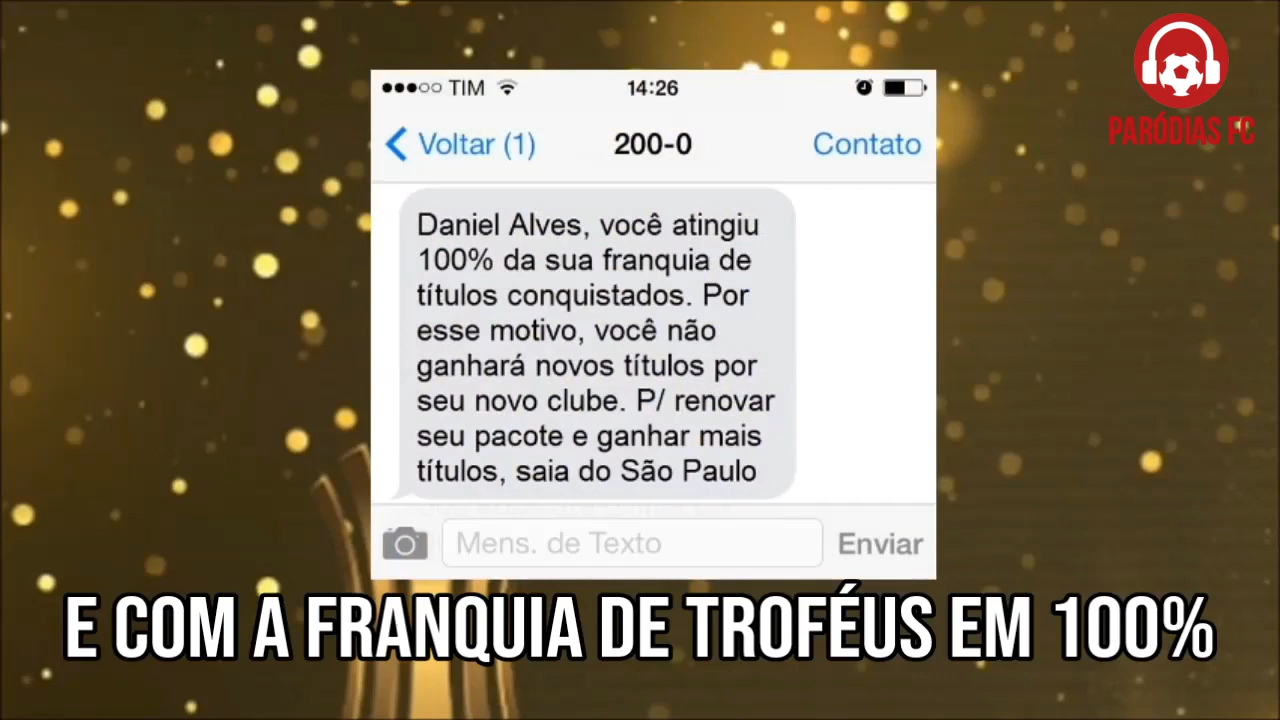 PARÓDIAS FC
TIM 14:26
Voltar (1) 200-0 Contato
Daniel Alves, você atingiu
100% da sua franquia de
títulos conquistados. Por
esse motivo, você não
ganhará novos títulos por
seu novo clube. P/ renovar
seu pacote e ganhar mais
títulos, saia do São Paulo
Mens. de Texto Enviar
E COM A FRANQUIA DE TROFÉUS EM 100%